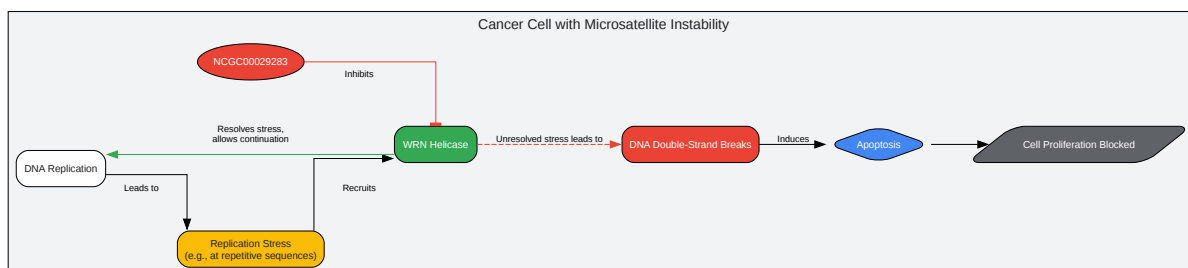 Cancer Cell with Microsatellite Instability
NCGC00029283
Inhibits
Resolves stress,
allows continuation
WRN Helicase
Unresolved stress leads to
DNA Double-Strand Breaks
Induces
Apoptosis
Cell Proliferation Blocked
DNA Replication
Leads to
Recruits
Replication Stress
(e.g., at repetitive sequences)